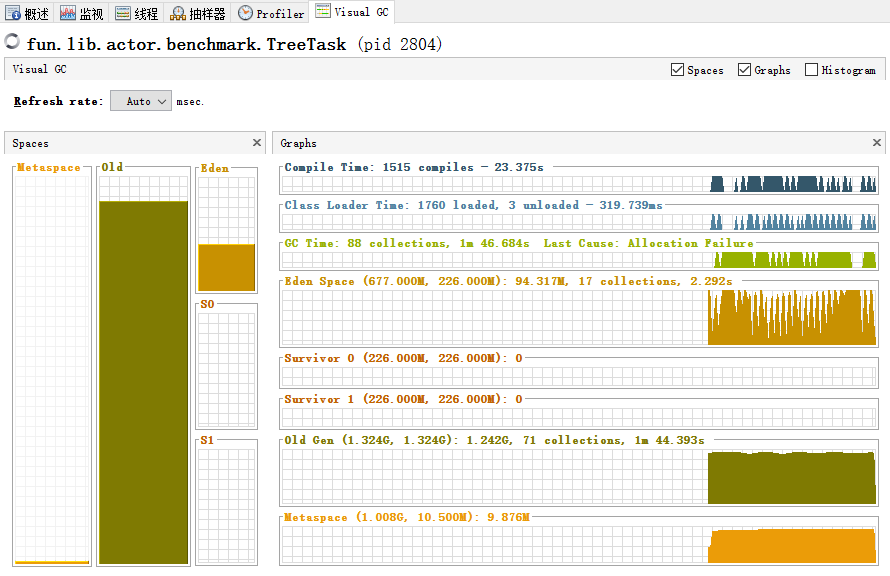 概述 监视 线程 抽样器 Profiler Visual GC
fun.lib.actor.benchmark.TreeTask (pid 2804)
Visual GC
Spaces Graphs Histogram
Refresh rate: Auto msec.
Spaces
Metaspace
Old
Eden
S0
S1
Graphs
Compile Time: 1515 compiles - 23.375s
Class Loader Time: 1760 loaded, 3 unloaded - 319.739ms
GC Time: 88 collections, 1m 46.684s Last Cause: Allocation Failure
Eden Space (677.000M, 226.000M): 94.317M, 17 collections, 2.292s
Survivor 0 (226.000M, 226.000M): 0
Survivor 1 (226.000M, 226.000M): 0
Old Gen (1.324G, 1.324G): 1.242G, 71 collections, 1m 44.393s
Metaspace (1.008G, 10.500M): 9.876M